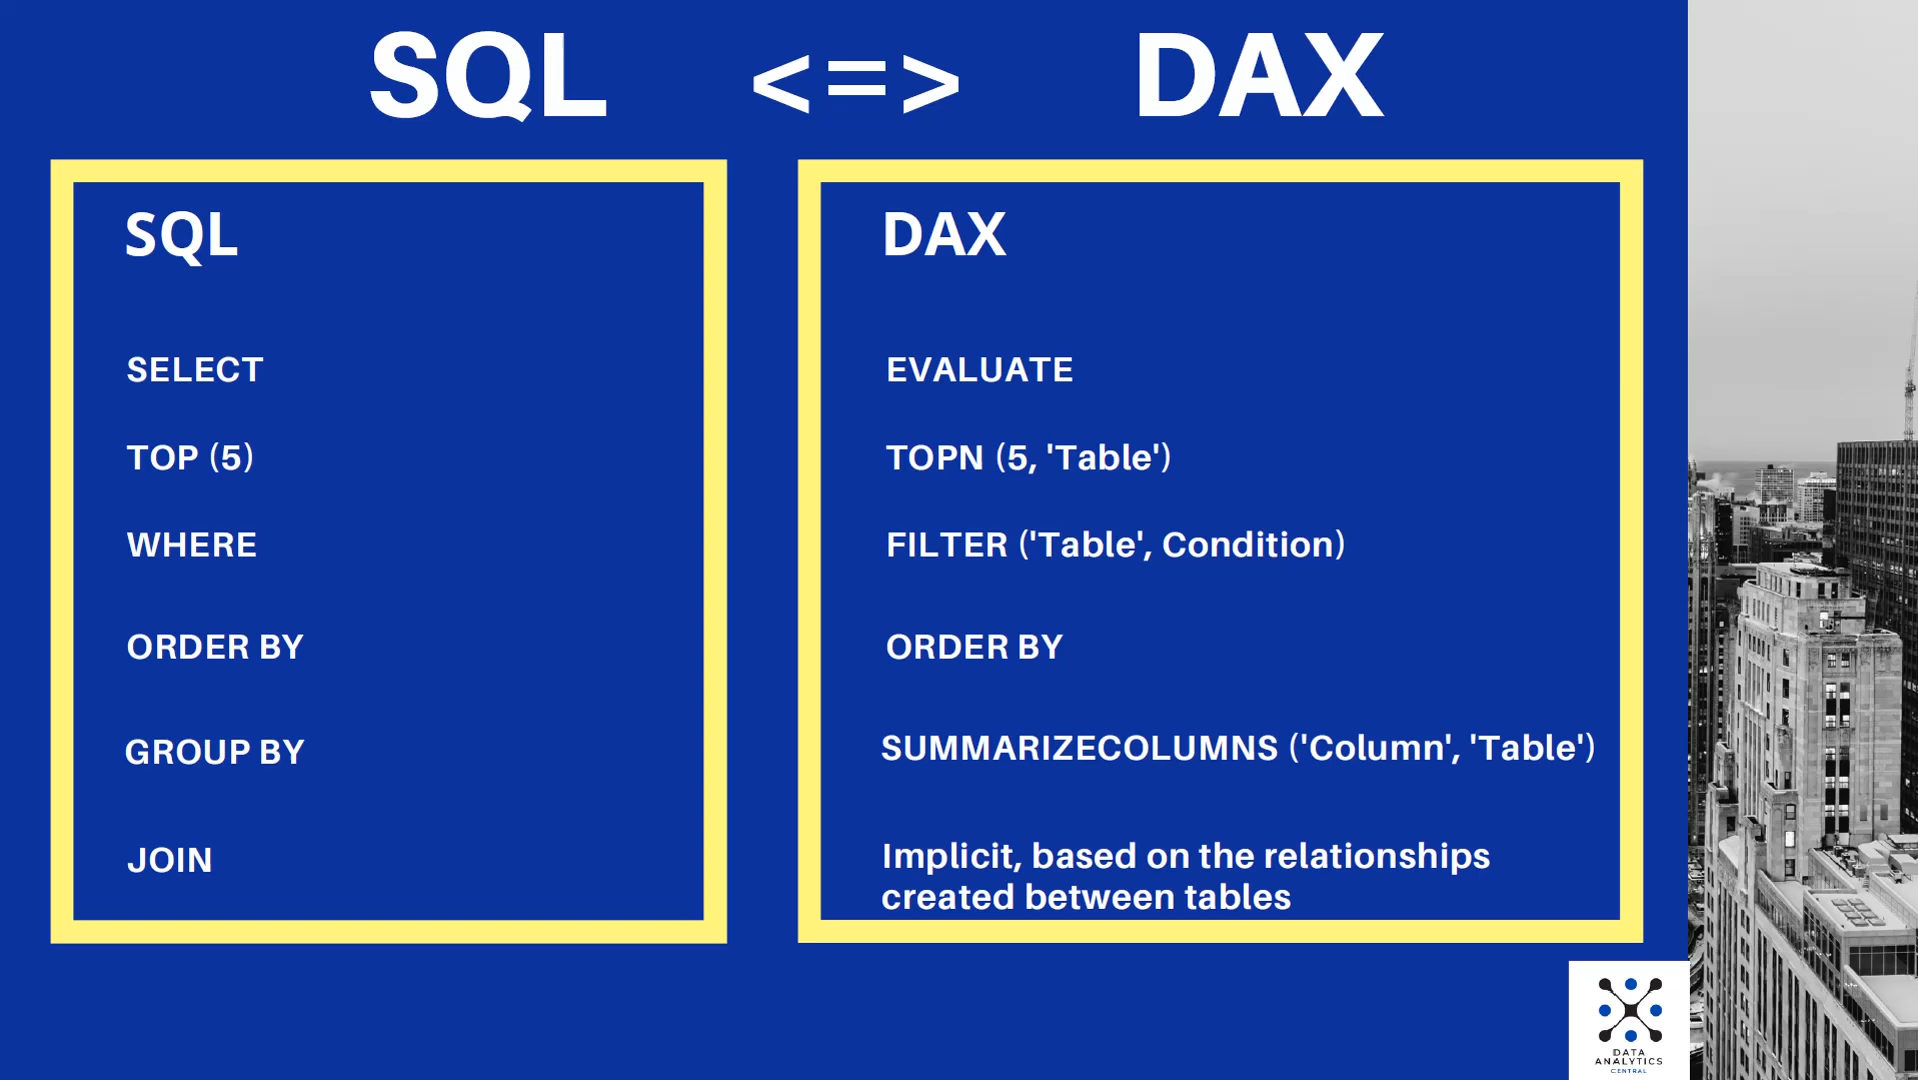 SQL <=> DAX
SQL
SELECT
TOP (5)
WHERE
ORDER BY
GROUP BY
JOIN
DAX
EVALUATE
TOPN (5, 'Table')
FILTER ('Table', Condition)
ORDER BY
SUMMARIZECOLUMNS ('Column', 'Table')
Implicit, based on the relationships
created between tables
DATA
ANALYTICS
CENTRAL